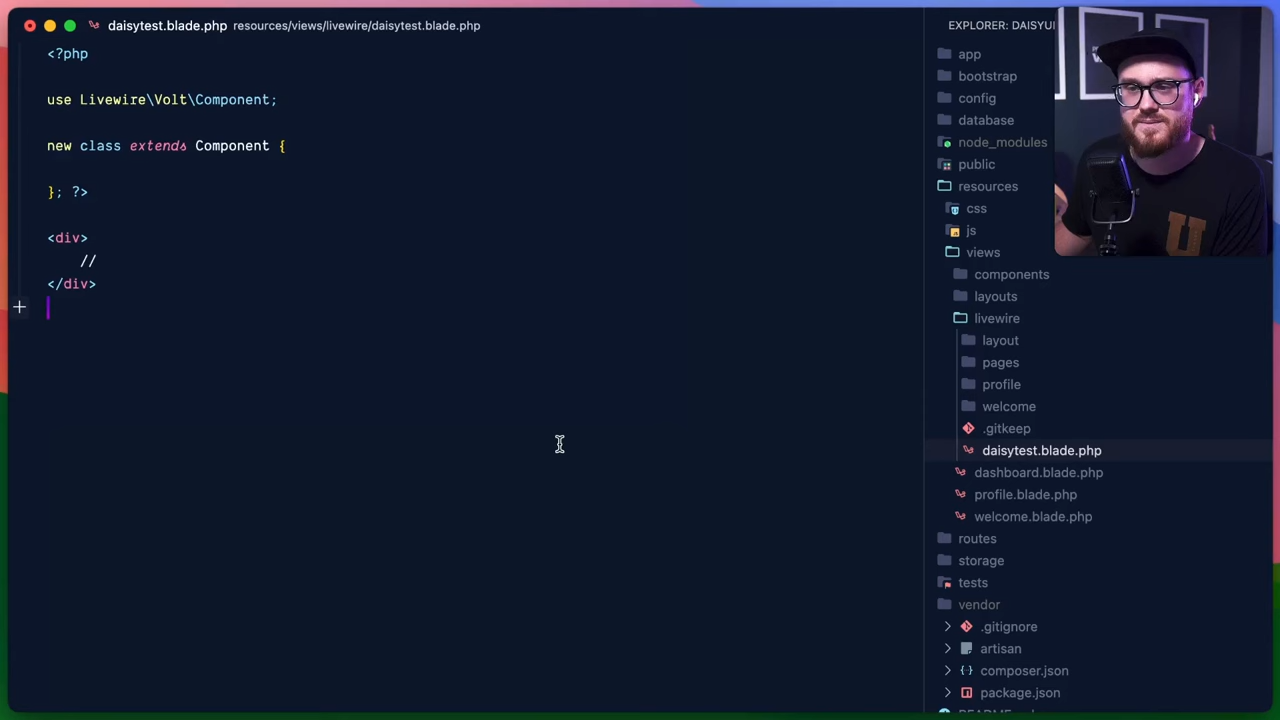 daisytest.blade.php resources/views/livewire/daisytest.blade.php
<?php
use Livewire\Volt\Component;
new class extends Component {
}; ?>
<div>
//
</div>
EXPLORER: DAISYUI
app
bootstrap
config
database
node_modules
public
resources
css
js
views
components
layouts
livewire
layout
pages
profile
welcome
.gitkeep
daisytest.blade.php
dashboard.blade.php
profile.blade.php
welcome.blade.php
routes
storage
tests
vendor
.gitignore
artisan
composer.json
package.json